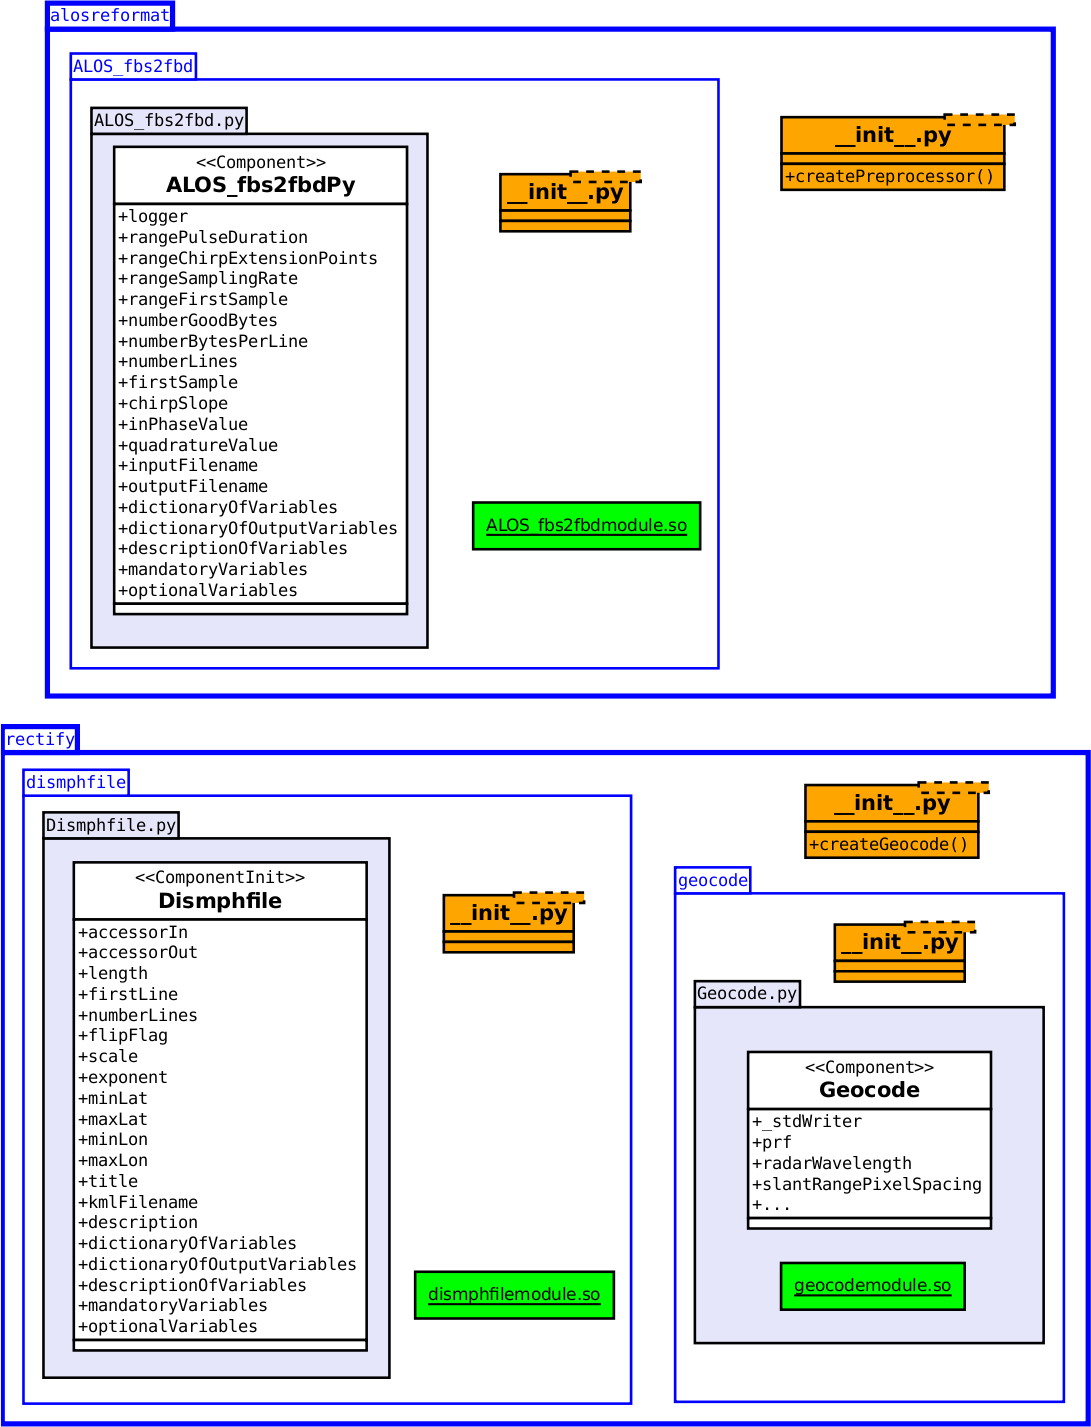 alosreformat
ALOS_fbs2fbd
ALOS_fbs2fbd.py
<<Component>>
ALOS_fbs2fbdPy
+logger
+rangePulseDuration
+rangeChirpExtensionPoints
+rangeSamplingRate
+rangeFirstSample
+numberGoodBytes
+numberBytesPerLine
+numberLines
+firstSample
+chirpSlope
+inPhaseValue
+quadratureValue
+inputFilename
+outputFilename
+dictionaryOfVariables
+dictionaryOfOutputVariables
+descriptionOfVariables
+mandatoryVariables
+optionalVariables
__init__.py
ALOS_fbs2fbdmodule.so
__init__.py
+createPreprocessor()
rectify
dismphfile
Dismphfile.py
<<ComponentInit>>
Dismphfile
+accessorIn
+accessorOut
+length
+firstLine
+numberLines
+flipFlag
+scale
+exponent
+minLat
+maxLat
+minLon
+maxLon
+title
+kmlFilename
+description
+dictionaryOfVariables
+dictionaryOfOutputVariables
+descriptionOfVariables
+mandatoryVariables
+optionalVariables
__init__.py
dismphfilemodule.so
__init__.py
+createGeocode()
geocode
__init__.py
Geocode.py
<<Component>>
Geocode
+_stdWriter
+prf
+radarWavelength
+slantRangePixelSpacing
+...
geocodemodule.so